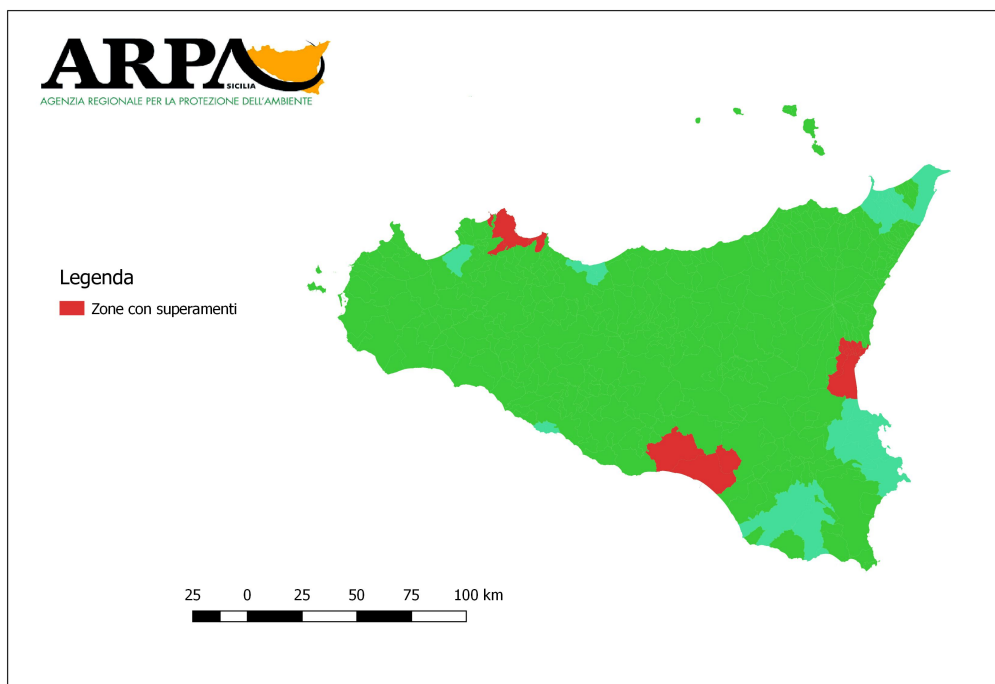 ARPA
SICILIA
AGENZIA REGIONALE PER LA PROTEZIONE DELL'AMBIENTE
Legenda
Zone con superamenti
25 0 25 50 75 100 km